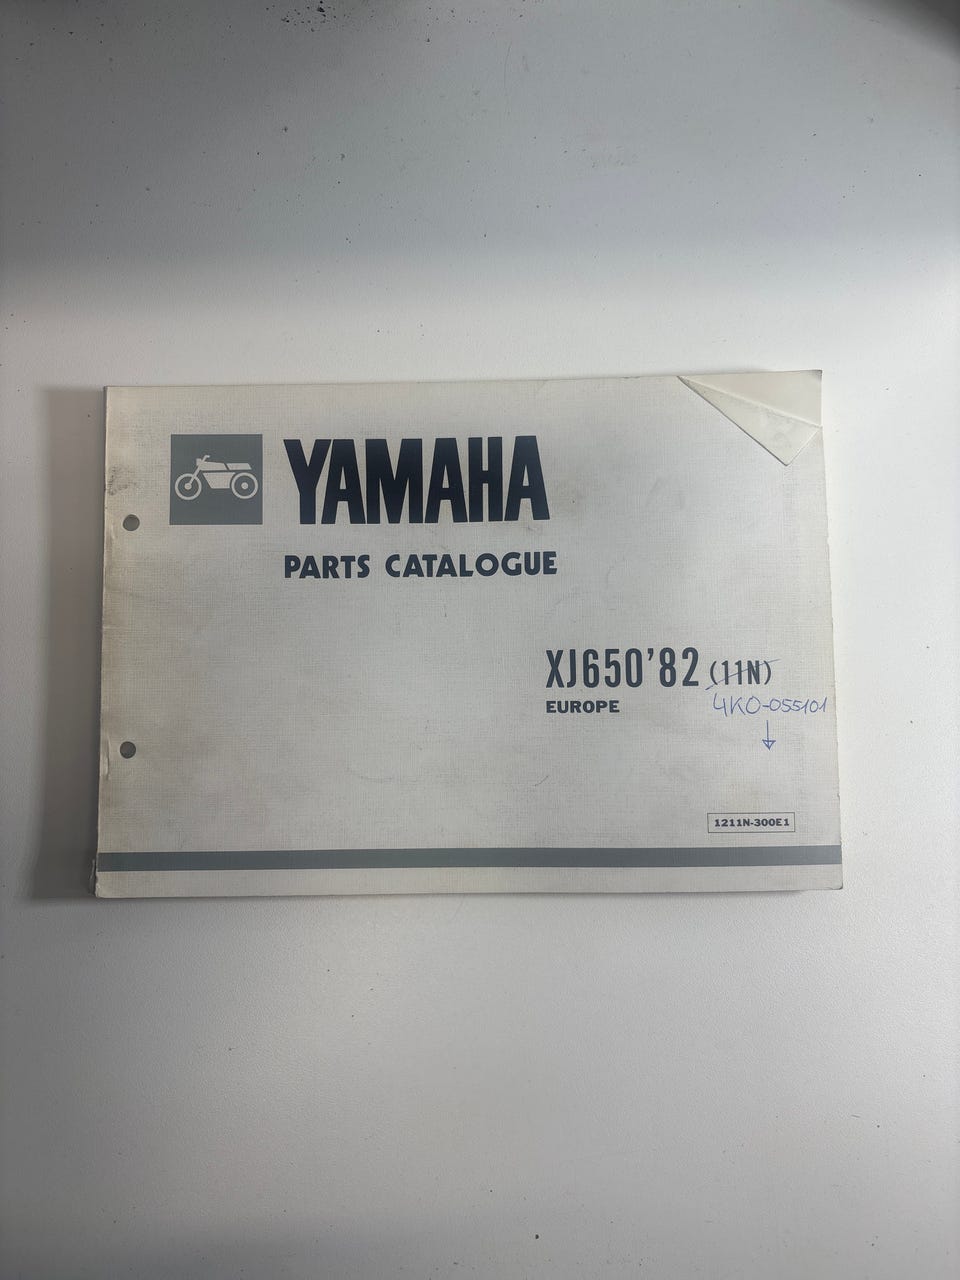 YAMAHA
PARTS CATALOGUE
XJ650'82 (11N)
EUROPE
4K0-055101
1211N-300E1